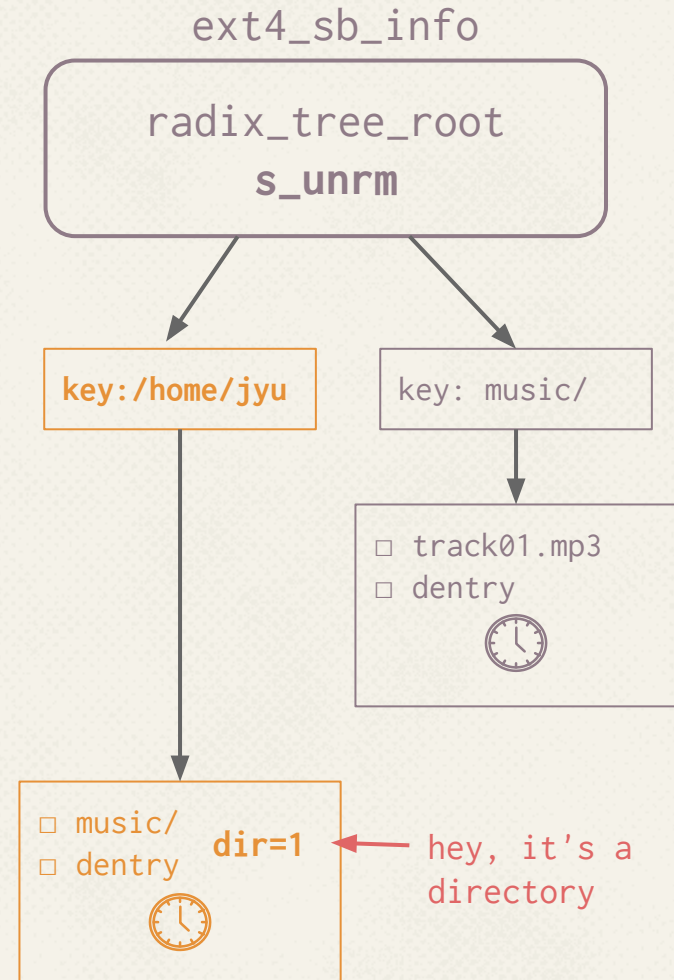 ext4_sb_info
radix_tree_root
s_unrm
key:/home/jyu
key: music/
□ track01.mp3
□ dentry
□ music/
□ dentry
dir=1
hey, it's a
directory